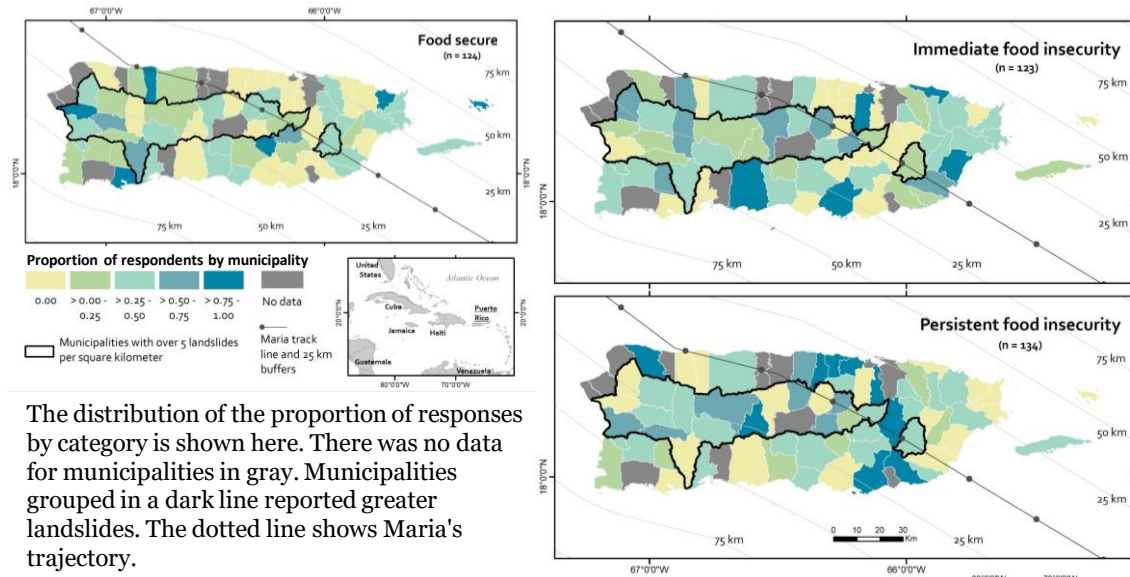 67°0'0"W
66°0'0"W
Food secure
(n = 124)
75 km
50 km
25 km
18°0'0"N
75 km
50 km
25 km
Proportion of respondents by municipality
0.00
> 0.00 -
0.25
> 0.25 -
0.50
> 0.50 -
0.75
> 0.75 -
1.00
No data
Municipalities with over 5 landslides
per square kilometer
Maria track
line and 25 km
buffers
United
States
Atlantic Ocean
Cuba
Puerto
Rico
Jamaica
Haiti
Guatemala
Venezuela
20°0'0"N
20°0'0"N
80°0'0"W
70°0'0"W
The distribution of the proportion of responses
by category is shown here. There was no data
for municipalities in gray. Municipalities
grouped in a dark line reported greater
landslides. The dotted line shows Maria's
trajectory.
Immediate food insecurity
(n = 123)
75 km
50 km
25 km
18°0'0"N
75 km
50 km
25 km
Persistent food insecurity
(n = 134)
75 km
50 km
25 km
18°0'0"N
0 5 10 20 30
Km
75 km
25 km
67°0'0"W
66°0'0"W